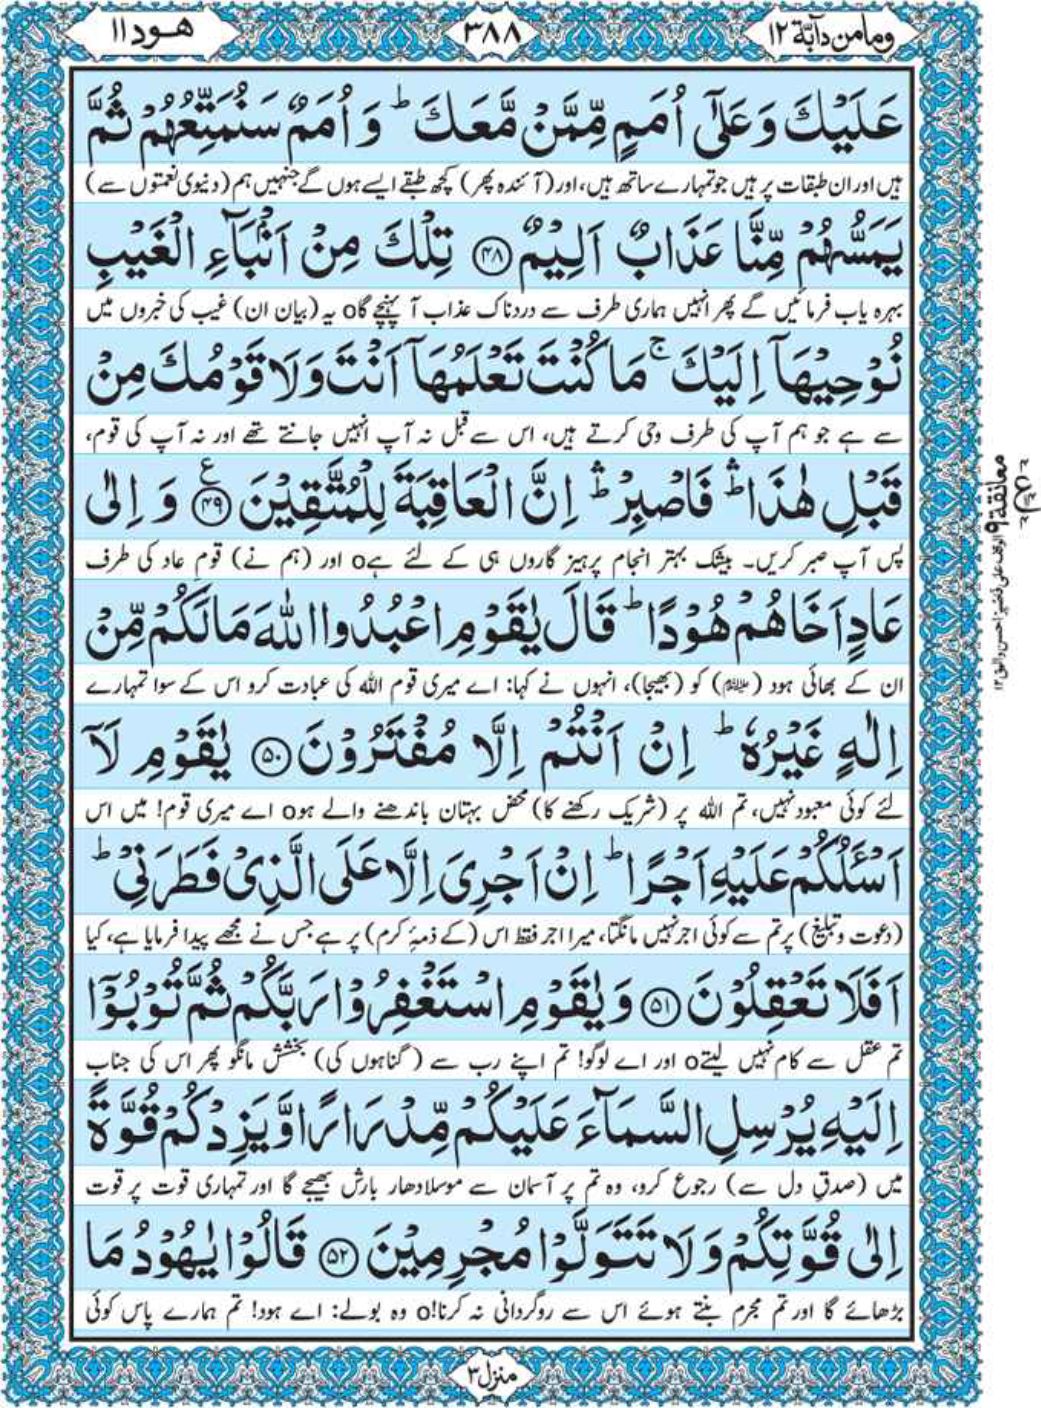 وما من دآبّة ١٢
٣٨٨
هود ١١
عَلَيْكَ وَعَلٰٓى اُمَمٍ مِّمَّنْ مَّعَكَ ؕ وَ اُمَمٌ سَنُمَتِّعُهُمْ ثُمَّ
ہیں اور ان طبقات پر ہیں جو تمہارے ساتھ ہیں، اور (آئندہ پھر) کچھ طبقے ایسے ہوں گے جنہیں ہم (دنیوی نعمتوں سے)
يَمَسُّهُمْ مِّنَّا عَذَابٌ اَلِيْمٌ ﴿۴۸﴾ تِلْكَ مِنْ اَنْۢبَآءِ الْغَيْبِ
بہرہ یاب فرمائیں گے پھر انہیں ہماری طرف سے دردناک عذاب آ پہنچے گاo یہ (بیان ان) غیب کی خبروں میں
نُوْحِيْهَاۤ اِلَيْكَ ۚ مَا كُنْتَ تَعْلَمُهَاۤ اَنْتَ وَلَا قَوْمُكَ مِنْ
سے ہے جو ہم آپ کی طرف وحی کرتے ہیں، اس سے قبل نہ آپ انہیں جانتے تھے اور نہ آپ کی قوم،
قَبْلِ هٰذَا ۛؕ فَاصْبِرْ ۛؕ اِنَّ الْعَاقِبَةَ لِلْمُتَّقِيْنَ ﴿۴۹﴾ ع وَ اِلٰى
پس آپ صبر کریں۔ بیشک بہتر انجام پرہیز گاروں ہی کے لئے ہےo اور (ہم نے) قومِ عاد کی طرف
عَادٍ اَخَاهُمْ هُوْدًا ؕ قَالَ يٰقَوْمِ اعْبُدُوا اللّٰهَ مَا لَكُمْ مِّنْ
ان کے بھائی ہود (علیہ السلام) کو (بھیجا)، انہوں نے کہا: اے میری قوم اللہ کی عبادت کرو اس کے سوا تمہارے
اِلٰهٍ غَيْرُهٗ ؕ اِنْ اَنْتُمْ اِلَّا مُفْتَرُوْنَ ﴿۵۰﴾ يٰقَوْمِ لَاۤ
لئے کوئی معبود نہیں، تم اللہ پر (شریک رکھنے کا) محض بہتان باندھنے والے ہوo اے میری قوم! میں اس
اَسْـَٔلُكُمْ عَلَيْهِ اَجْرًا ؕ اِنْ اَجْرِىَ اِلَّا عَلَى الَّذِىْ فَطَرَنِىْ ؕ
(دعوت و تبلیغ) پر تم سے کوئی اجر نہیں مانگتا، میرا اجر فقط اس (کے ذمۂ کرم) پر ہے جس نے مجھے پیدا فرمایا ہے، کیا
اَفَلَا تَعْقِلُوْنَ ﴿۵۱﴾ وَيٰقَوْمِ اسْتَغْفِرُوْا رَبَّكُمْ ثُمَّ تُوْبُوْۤا
تم عقل سے کام نہیں لیتےo اور اے لوگو! تم اپنے رب سے (گناہوں کی) بخشش مانگو پھر اس کی جناب
اِلَيْهِ يُرْسِلِ السَّمَآءَ عَلَيْكُمْ مِّدْرَارًا وَّيَزِدْكُمْ قُوَّةً
میں (صدقِ دل سے) رجوع کرو، وہ تم پر آسمان سے موسلادھار بارش بھیجے گا اور تمہاری قوت پر قوت
اِلٰى قُوَّتِكُمْ وَلَا تَتَوَلَّوْا مُجْرِمِيْنَ ﴿۵۲﴾ قَالُوْا يٰهُوْدُ مَا
بڑھائے گا اور تم مجرم بنتے ہوئے اس سے روگردانی نہ کرنا!o وہ بولے: اے ہود! تم ہمارے پاس کوئی
منزل ٣
معانقة ٩